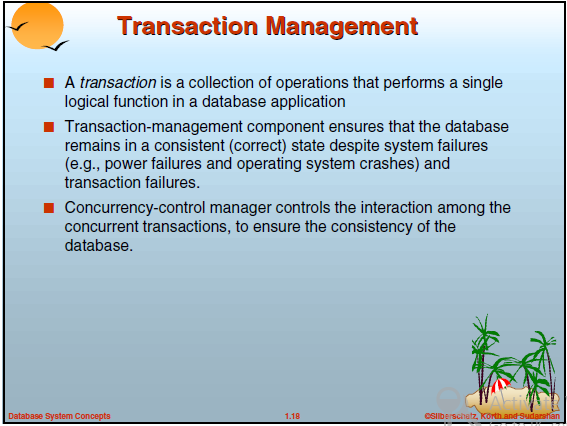 Transaction Management
A transaction is a collection of operations that performs a single
logical function in a database application
Transaction-management component ensures that the database
remains in a consistent (correct) state despite system failures
(e.g., power failures and operating system crashes) and
transaction failures.
Concurrency-control manager controls the interaction among the
concurrent transactions, to ensure the consistency of the
database.
Database System Concepts
1.18
©Silberschatz, Korth and Sudarshan